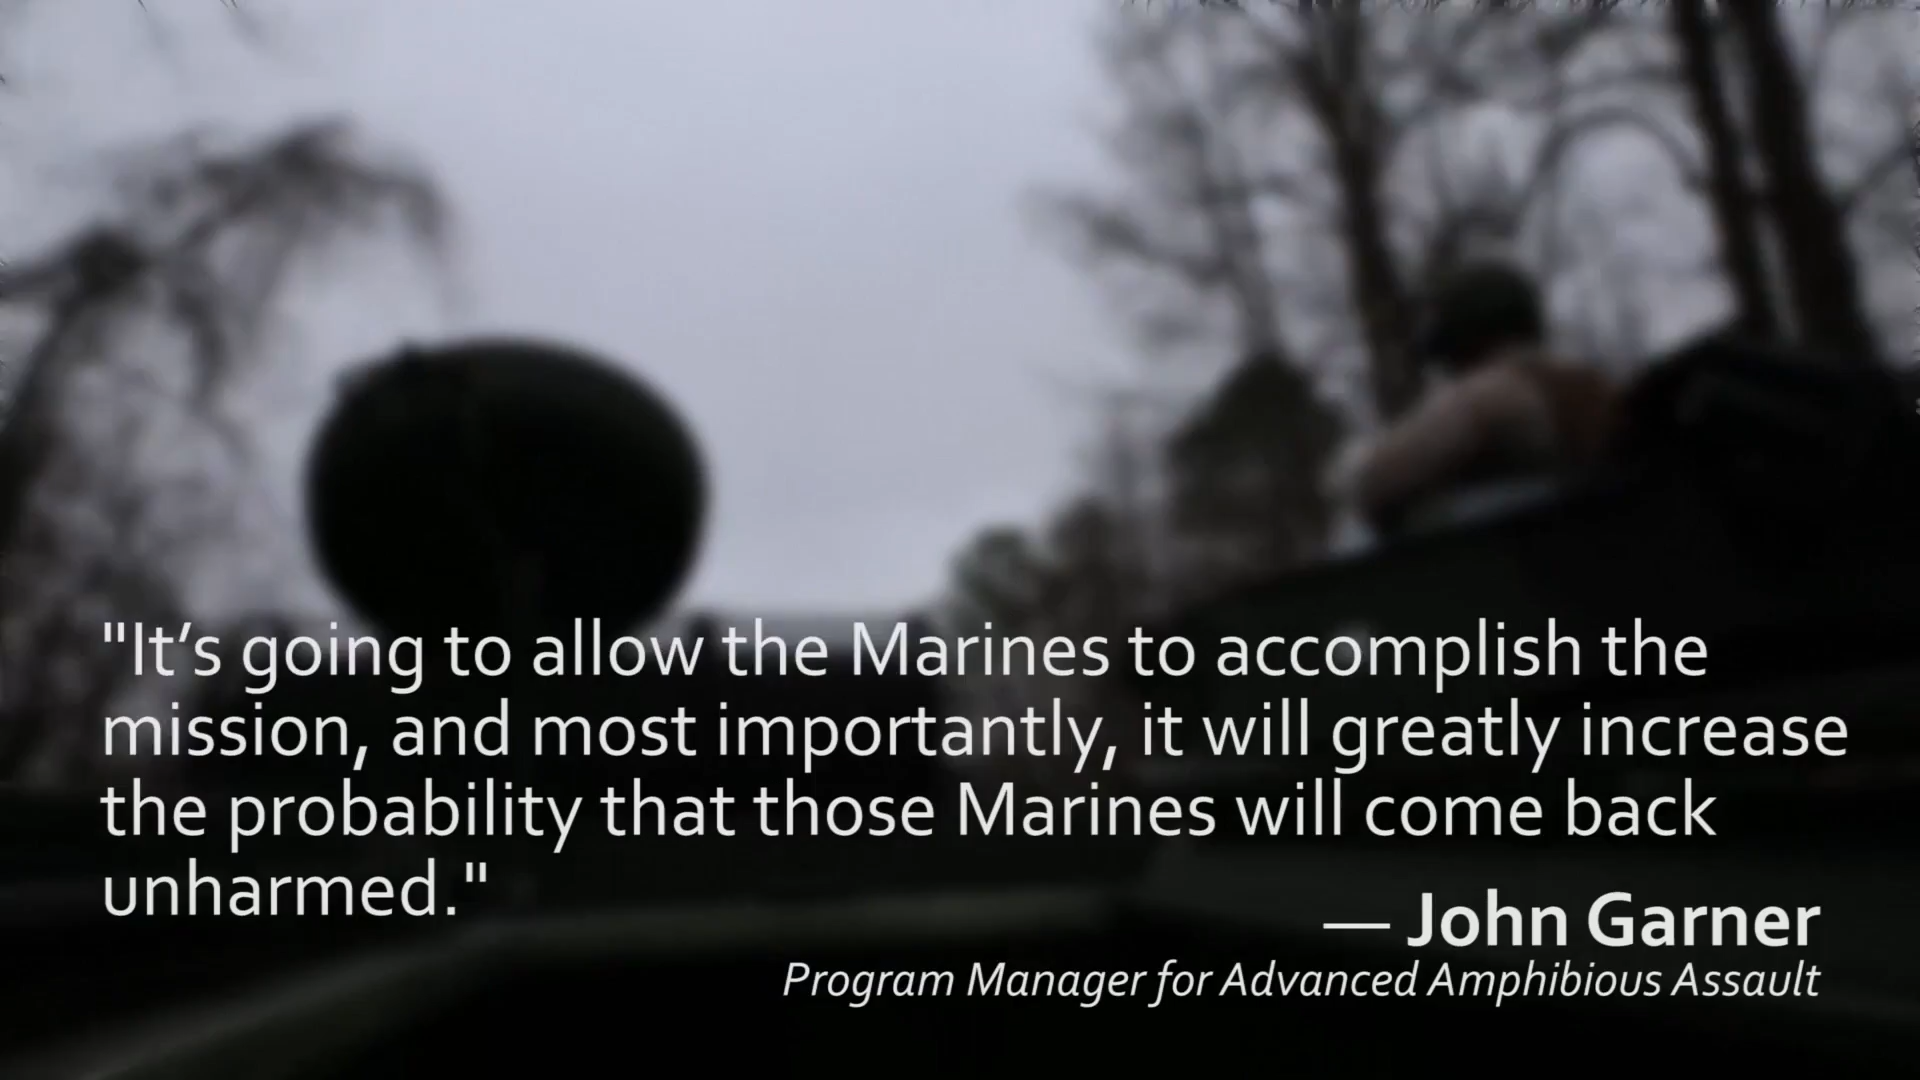 "It’s going to allow the Marines to accomplish the
mission, and most importantly, it will greatly increase
the probability that those Marines will come back
unharmed."
— John Garner
Program Manager for Advanced Amphibious Assault